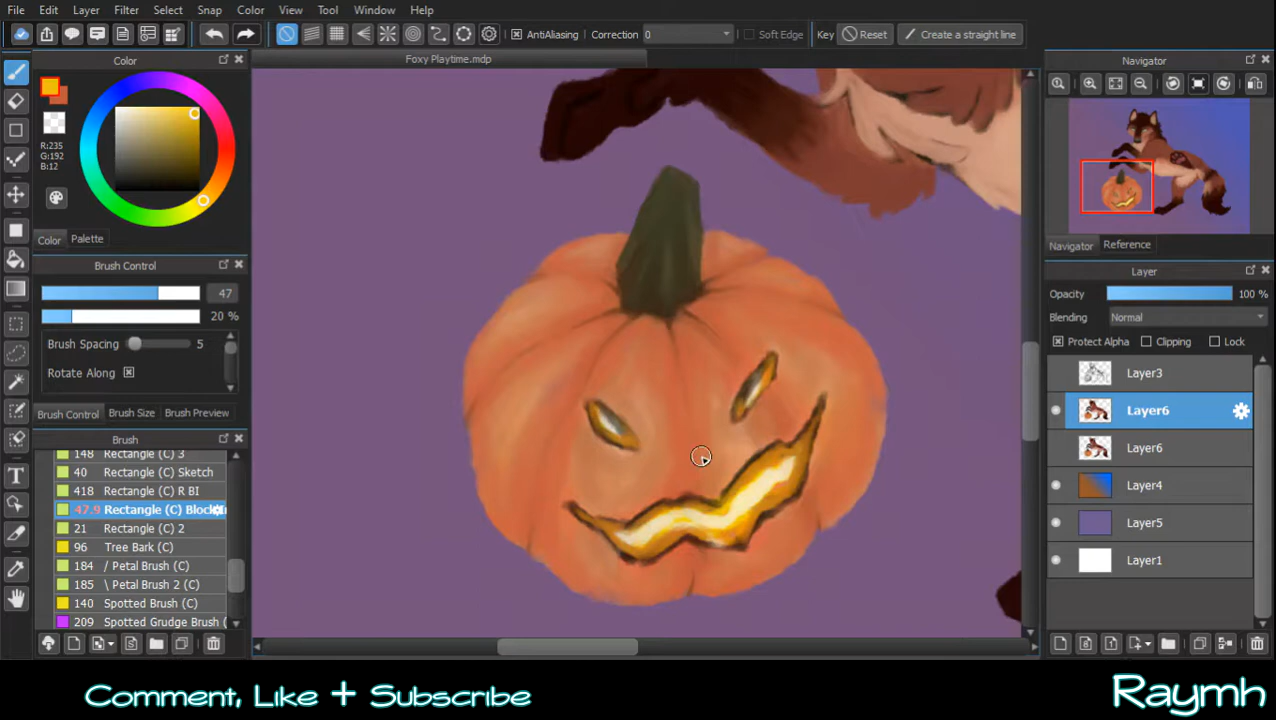 File Edit Layer Filter Select Snap Color View Tool Window Help
AntiAliasing Correction 0 Soft Edge Key Reset Create a straight line
Color
Foxy Playtime.mdp
Navigator
R:235
G:192
B:12
Color Palette
Navigator Reference
Brush Control
Layer
47
Opacity 100 %
20 %
Blending Normal
Brush Spacing 5
Protect Alpha Clipping Lock
Rotate Along
Layer3
Brush Control Brush Size Brush Preview
Layer6
Brush
148 Rectangle (C) 3
Layer6
40 Rectangle (C) Sketch
418 Rectangle (C) R BI
Layer4
47.9 Rectangle (C) Block
21 Rectangle (C) 2
Layer5
96 Tree Bark (C)
184 / Petal Brush (C)
Layer1
185 \ Petal Brush 2 (C)
140 Spotted Brush (
209 Spotted Grudge Brush (
Comment, Like + Subscribe
Raymh